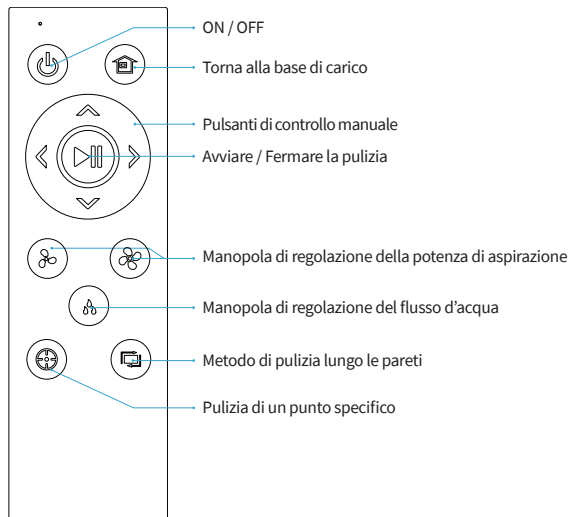 ON / OFF
Torna alla base di carico
Pulsanti di controllo manuale
Avviare / Fermare la pulizia
Manopola di regolazione della potenza di aspirazione
Manopola di regolazione del flusso d’acqua
Metodo di pulizia lungo le pareti
Pulizia di un punto specifico